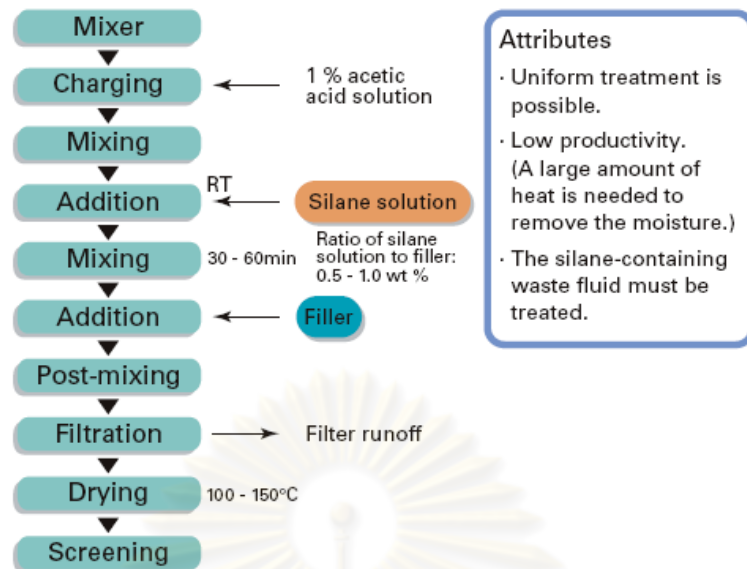 Mixer
Charging
1 % acetic
acid solution
Mixing
Addition
RT
Silane solution
Ratio of silane
solution to filler:
0.5 - 1.0 wt %
Mixing
30 - 60min
Addition
Filler
Post-mixing
Filtration
Filter runoff
Drying
100 - 150°C
Screening
Attributes
· Uniform treatment is
possible.
· Low productivity.
(A large amount of
heat is needed to
remove the moisture.)
· The silane-containing
waste fluid must be
treated.